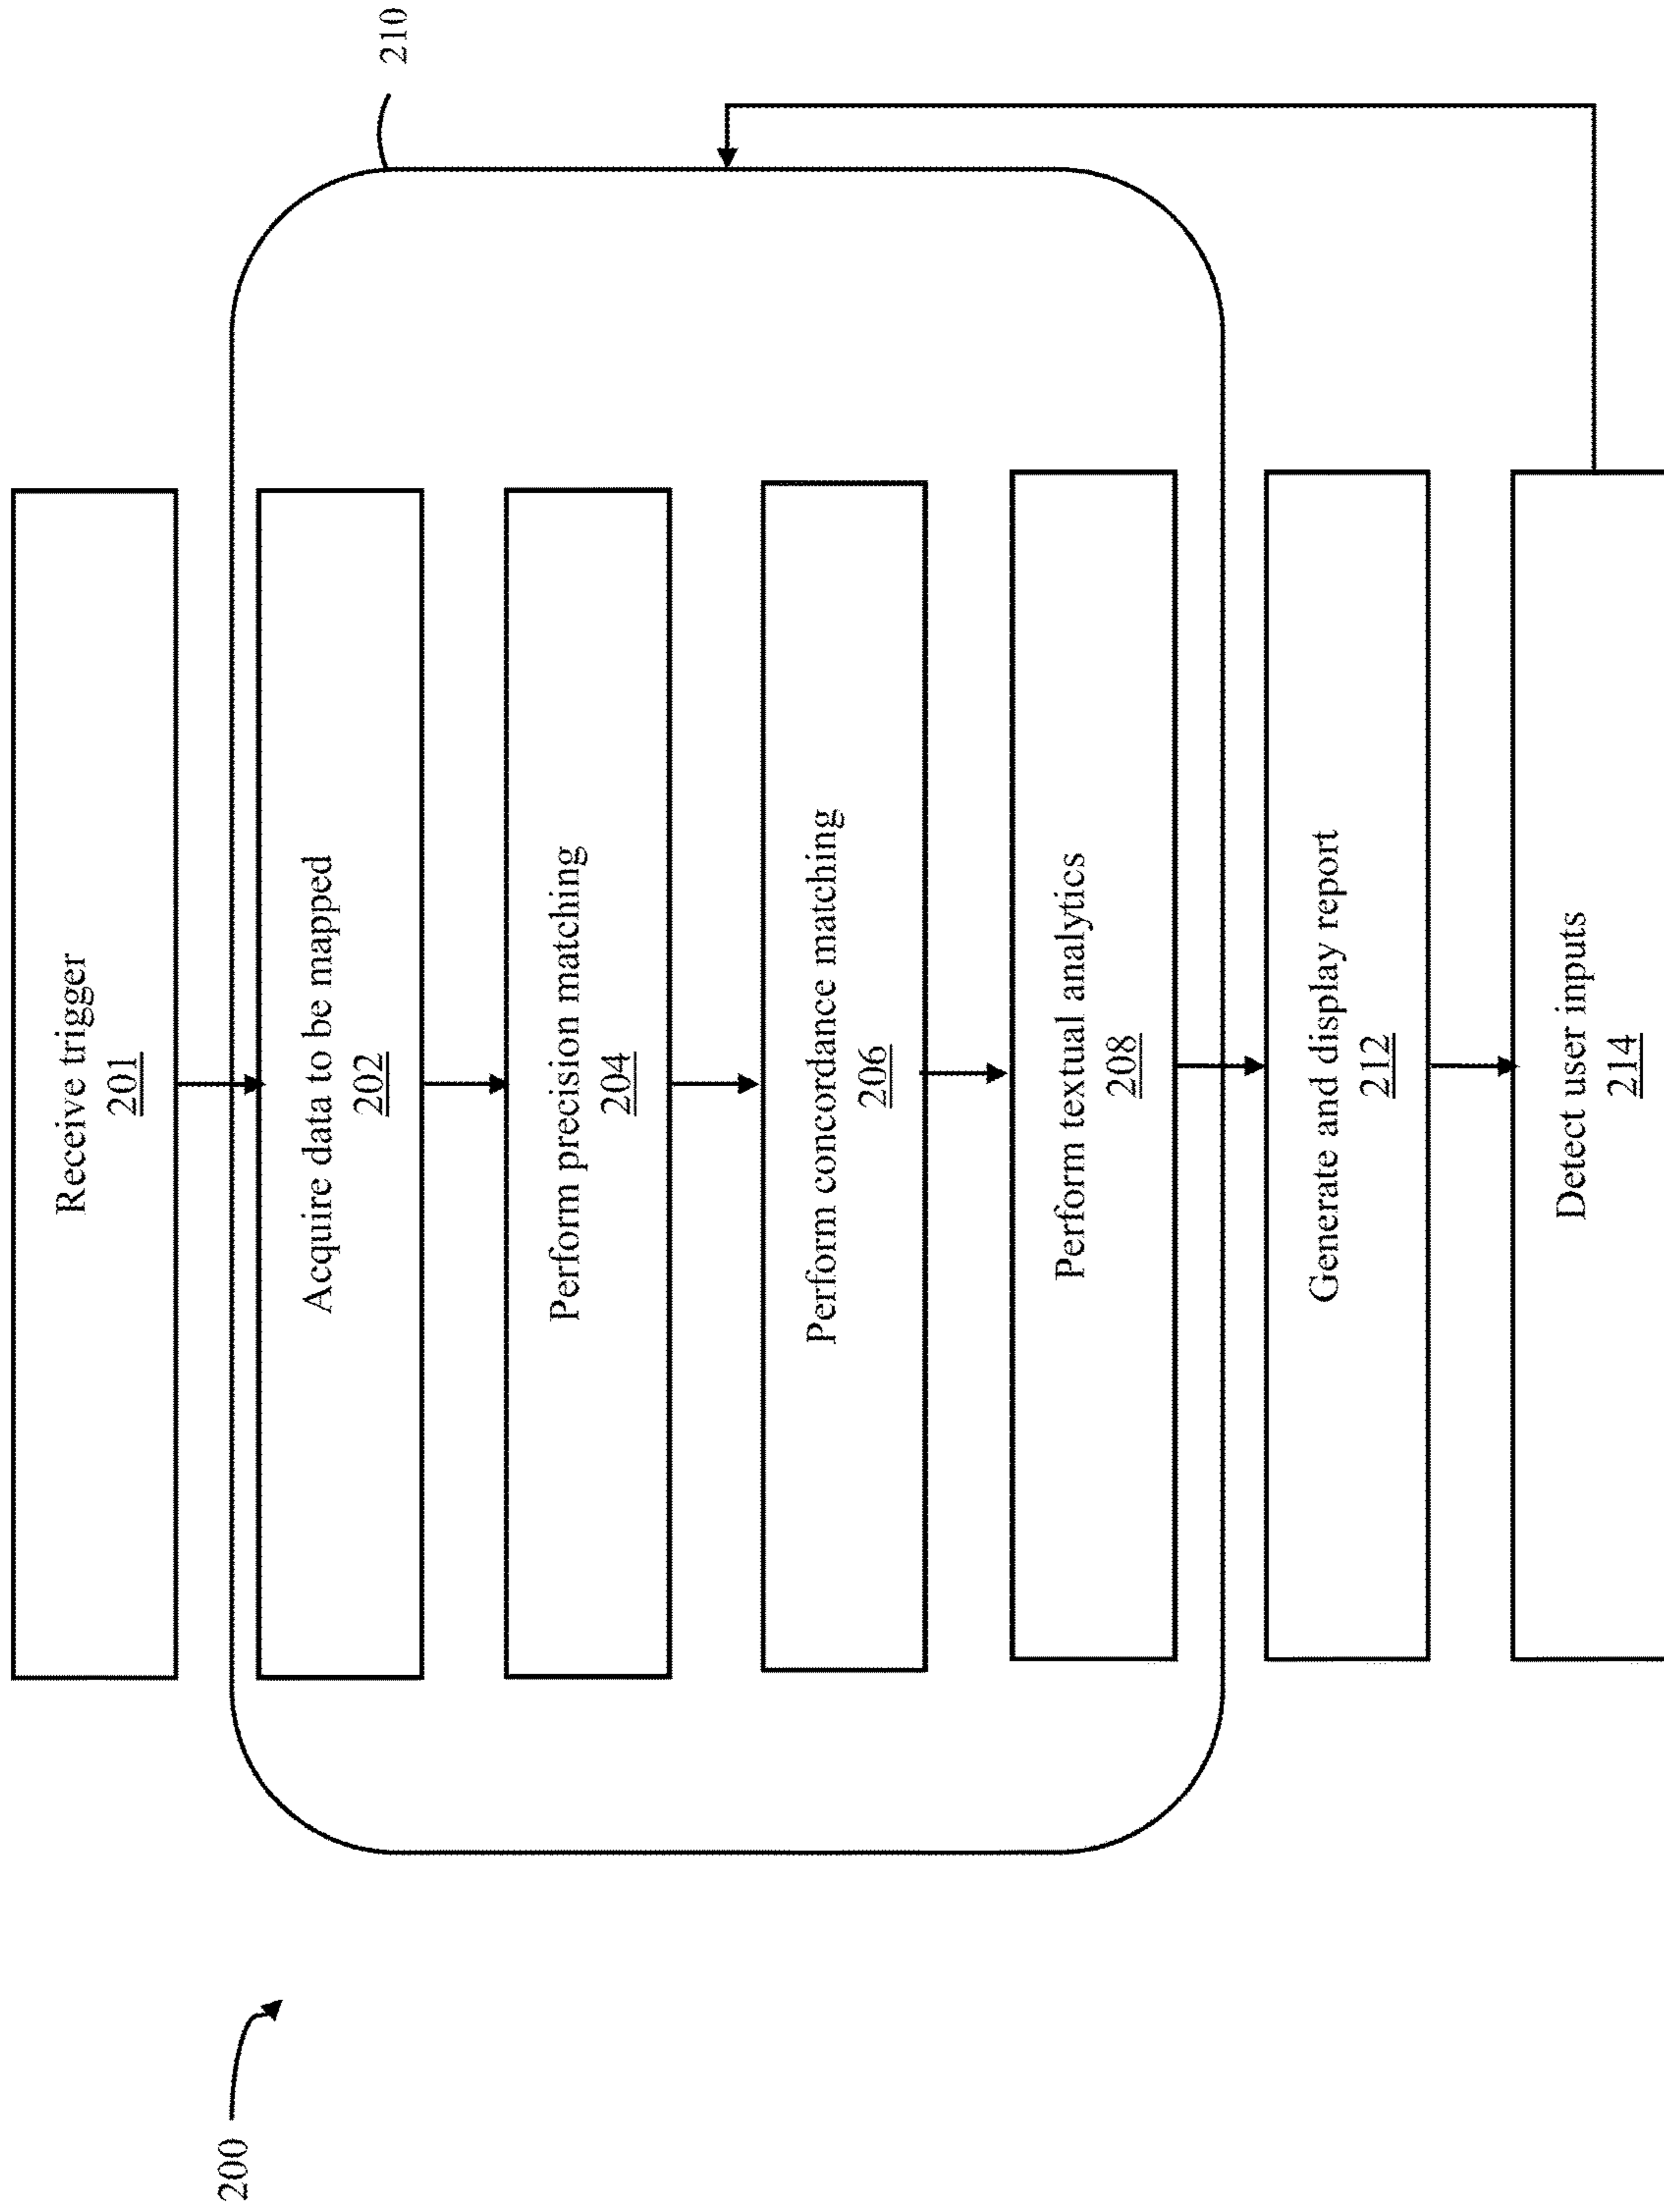 200
210
Receive trigger
201
Acquire data to be mapped
202
Perform precision matching
204
Perform concordance matching
206
Perform textual analytics
208
Generate and display report
212
Detect user inputs
214